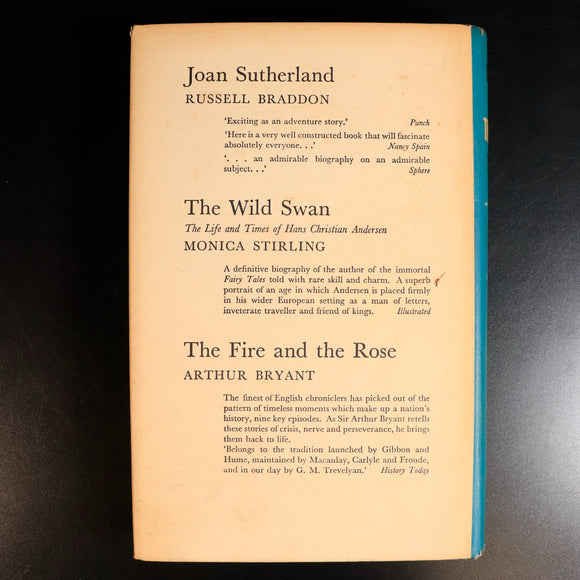 Joan Sutherland
RUSSELL BRADDON
'Exciting as an adventure story.' Punch
'Here is a very well constructed book that will fascinate
absolutely everyone. . .' Nancy Spain
'. . . an admirable biography on an admirable
subject. . .' Sphere
The Wild Swan
The Life and Times of Hans Christian Andersen
MONICA STIRLING
A definitive biography of the author of the immortal
Fairy Tales told with rare skill and charm. A superb
portrait of an age in which Andersen is placed firmly
in his wider European setting as a man of letters,
inveterate traveller and friend of kings. Illustrated
The Fire and the Rose
ARTHUR BRYANT
The finest of English chroniclers has picked out of the
pattern of timeless moments which make up a nation's
history, nine key episodes. As Sir Arthur Bryant retells
these stories of crisis, nerve and perseverance, he brings
them back to life.
'Belongs to the tradition launched by Gibbon and
Hume, maintained by Macaulay, Carlyle and Froude,
and in our day by G. M. Trevelyan.' History Today